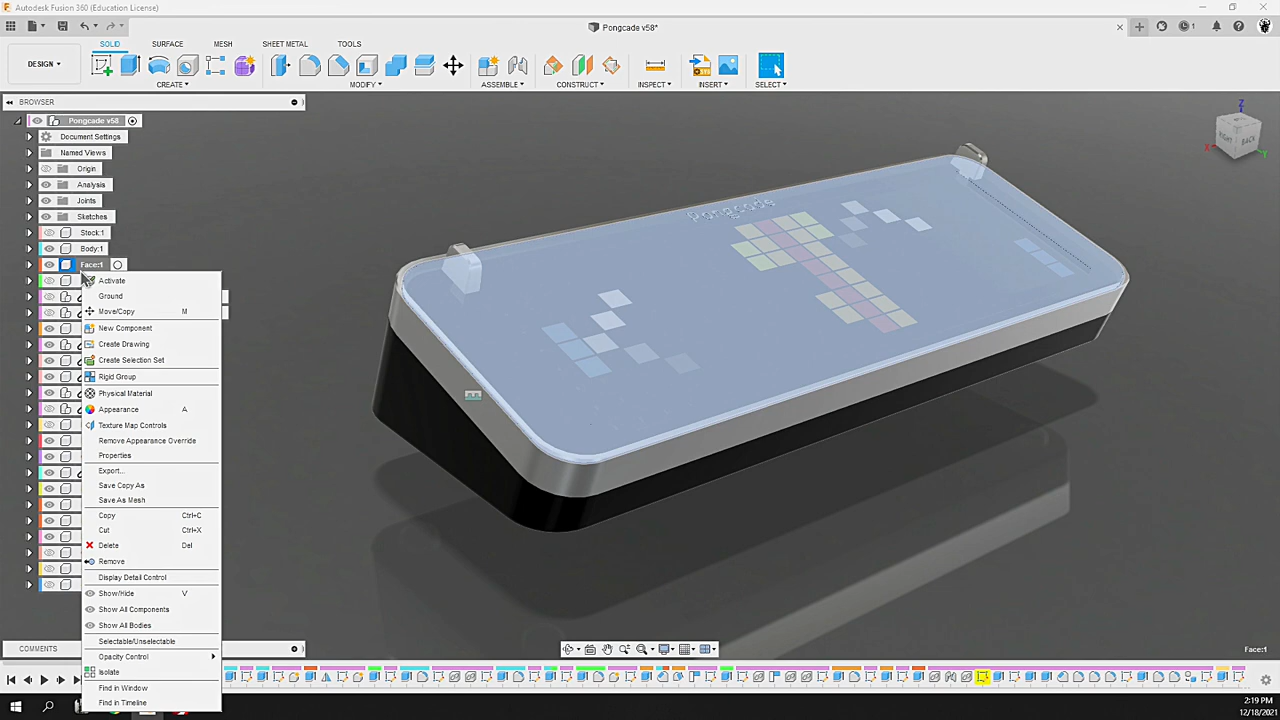 Autodesk Fusion 360 (Education License)
Pongcade v58*
1
SOLID SURFACE MESH SHEET METAL TOOLS
DESIGN
CREATE MODIFY ASSEMBLE CONSTRUCT INSPECT INSERT SELECT
BROWSER
Pongcade v58
Document Settings
Named Views
Origin
Analysis
Joints
Sketches
Stock:1
Body:1
Face:1
Activate
Ground
Move/Copy M
New Component
Create Drawing
Create Selection Set
Rigid Group
Physical Material
Appearance A
Texture Map Controls
Remove Appearance Override
Properties
Export...
Save Copy As
Save As Mesh
Copy Ctrl+C
Cut Ctrl+X
Delete Del
Remove
Display Detail Control
Show/Hide V
Show All Components
Show All Bodies
Selectable/Unselectable
Opacity Control
Isolate
Find in Window
Find in Timeline
Pongcade
Z
X
Y
RIGHT
BACK
COMMENTS
Face:1
2:19 PM
12/18/2021